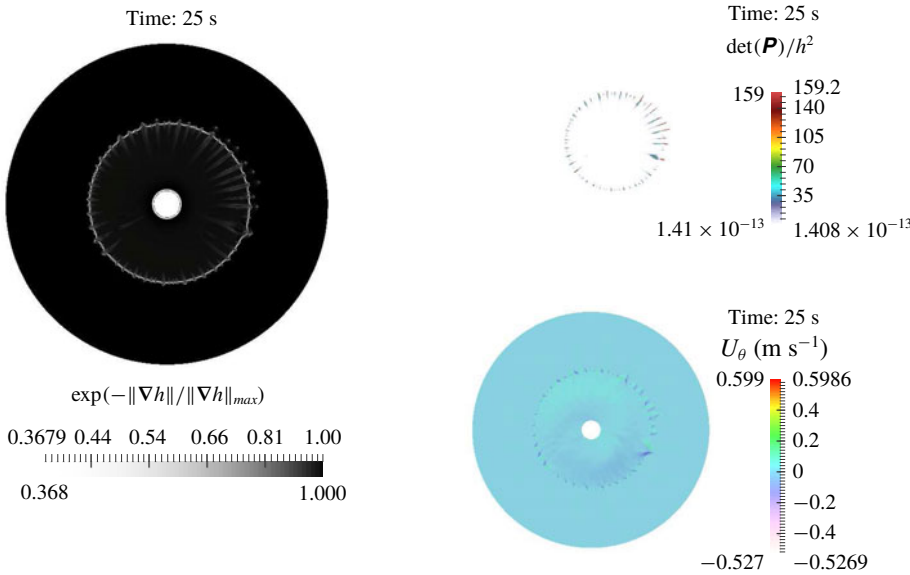 Time: 25 s
exp(−‖∇h‖/‖∇h‖max)
0.3679 0.44 0.54 0.66 0.81 1.00
0.368 1.000
Time: 25 s
det(P)/h²
159 159.2
140
105
70
35
1.41 × 10⁻¹³ 1.408 × 10⁻¹³
Time: 25 s
Uθ (m s⁻¹)
0.599 0.5986
0.4
0.2
0
−0.2
−0.4
−0.527 −0.5269